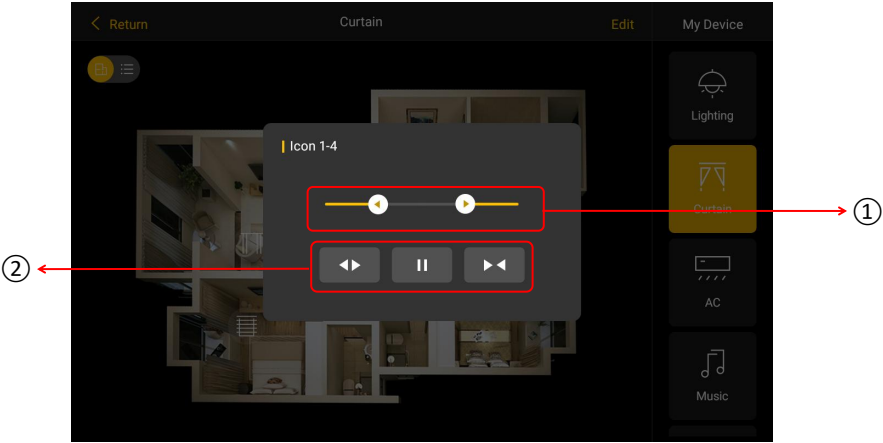 Return
Curtain
Edit
My Device
Lighting
Icon 1-4
①
Curtain
②
AC
Music